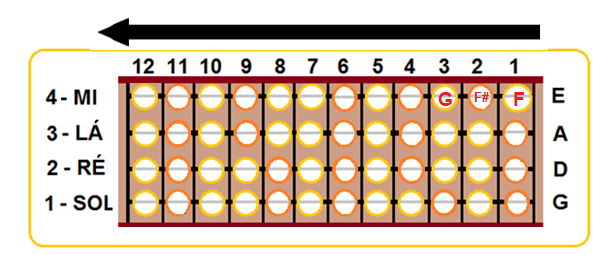 12 11 10 9 8 7 6 5 4 3 2 1
4 - MI G F# F E
3 - LÁ A
2 - RÉ D
1 - SOL G